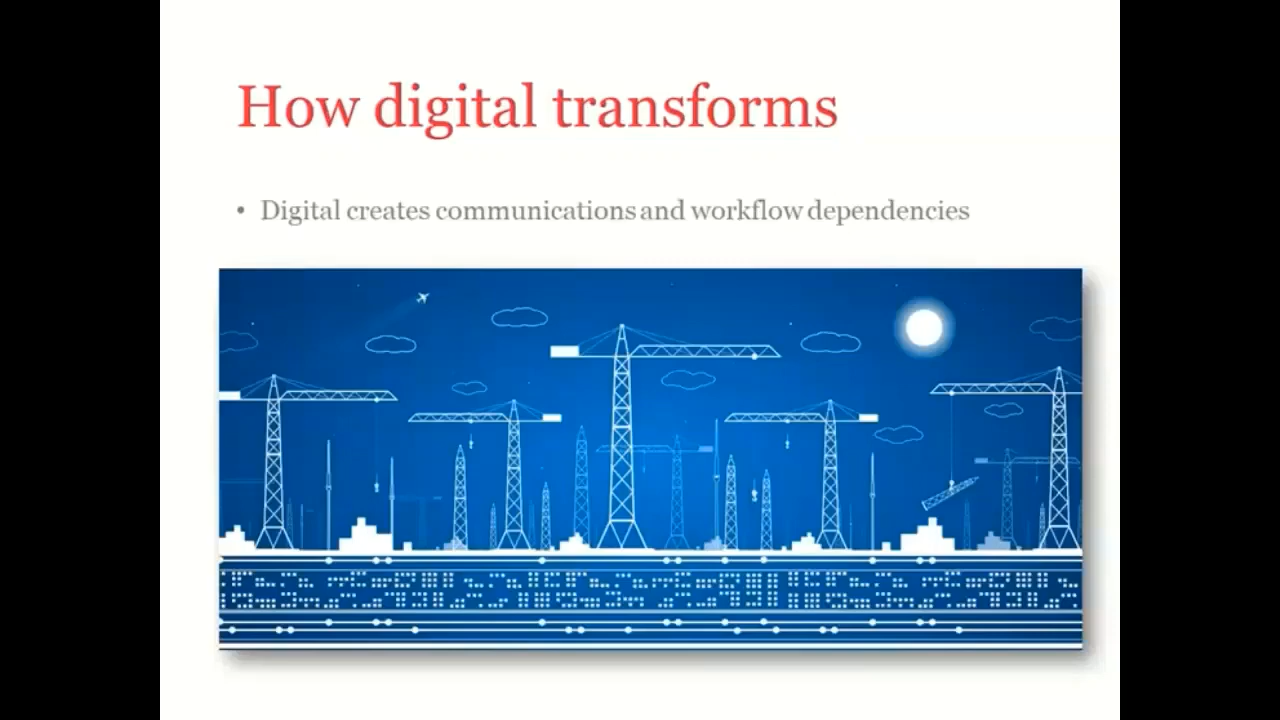 How digital transforms
• Digital creates communications and workflow dependencies